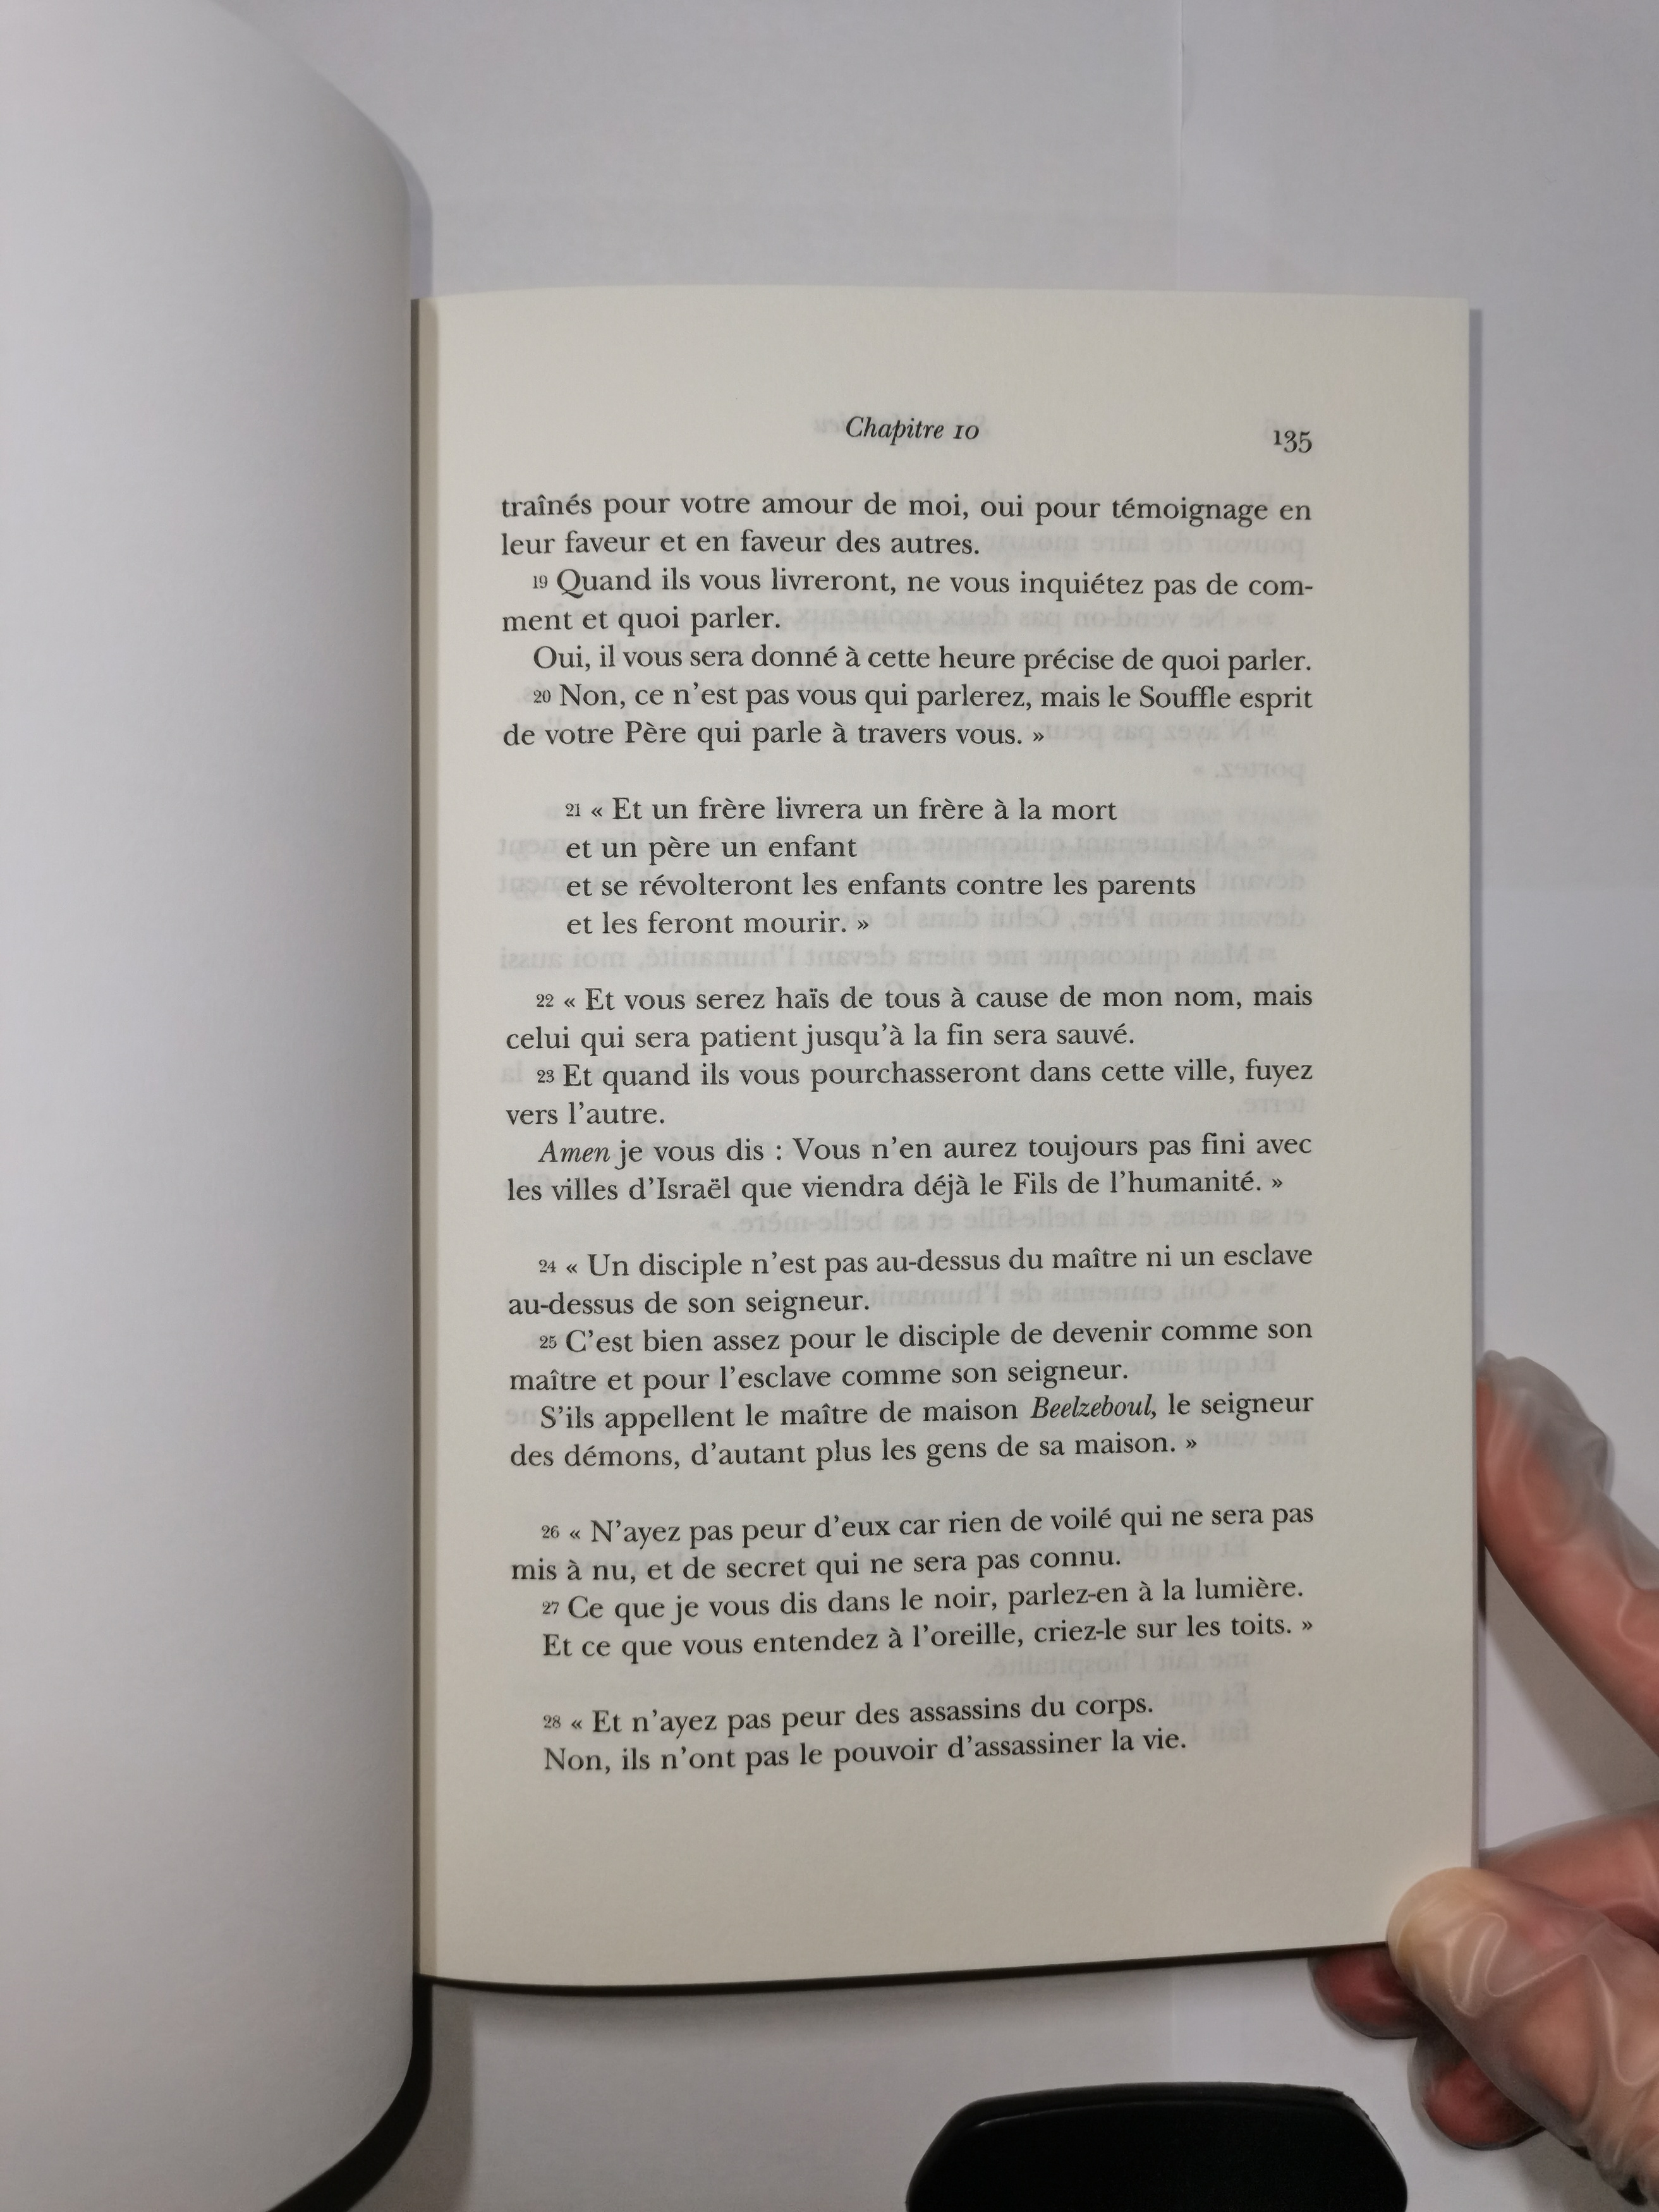 Chapitre 10
135
traînés pour votre amour de moi, oui pour témoignage en
leur faveur et en faveur des autres.
19 Quand ils vous livreront, ne vous inquiétez pas de com-
ment et quoi parler.
Oui, il vous sera donné à cette heure précise de quoi parler.
20 Non, ce n'est pas vous qui parlerez, mais le Souffle esprit
de votre Père qui parle à travers vous. »
21 « Et un frère livrera un frère à la mort
et un père un enfant
et se révolteront les enfants contre les parents
et les feront mourir. »
22 « Et vous serez haïs de tous à cause de mon nom, mais
celui qui sera patient jusqu'à la fin sera sauvé.
23 Et quand ils vous pourchasseront dans cette ville, fuyez
vers l'autre.
Amen je vous dis : Vous n'en aurez toujours pas fini avec
les villes d'Israël que viendra déjà le Fils de l'humanité. »
24 « Un disciple n'est pas au-dessus du maître ni un esclave
au-dessus de son seigneur.
25 C'est bien assez pour le disciple de devenir comme son
maître et pour l'esclave comme son seigneur.
S'ils appellent le maître de maison Beelzeboul, le seigneur
des démons, d'autant plus les gens de sa maison. »
26 « N'ayez pas peur d'eux car rien de voilé qui ne sera pas
mis à nu, et de secret qui ne sera pas connu.
27 Ce que je vous dis dans le noir, parlez-en à la lumière.
Et ce que vous entendez à l'oreille, criez-le sur les toits. »
28 « Et n'ayez pas peur des assassins du corps.
Non, ils n'ont pas le pouvoir d'assassiner la vie.